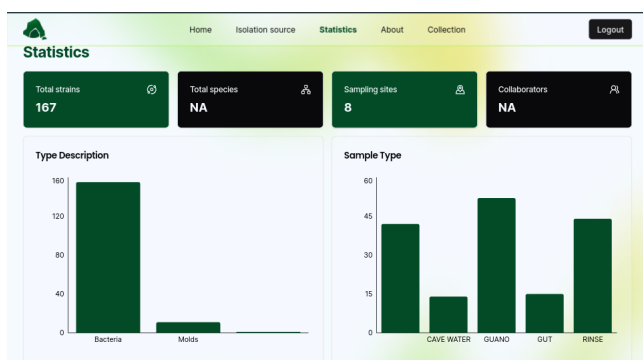 Home Isolation source Statistics About Collection Logout
Statistics
Total strains
167
Total species
NA
Sampling sites
8
Collaborators
NA
Type Description
160
120
80
40
0
Bacteria Molds
Sample Type
60
45
30
15
0
CAVE WATER GUANO GUT RINSE